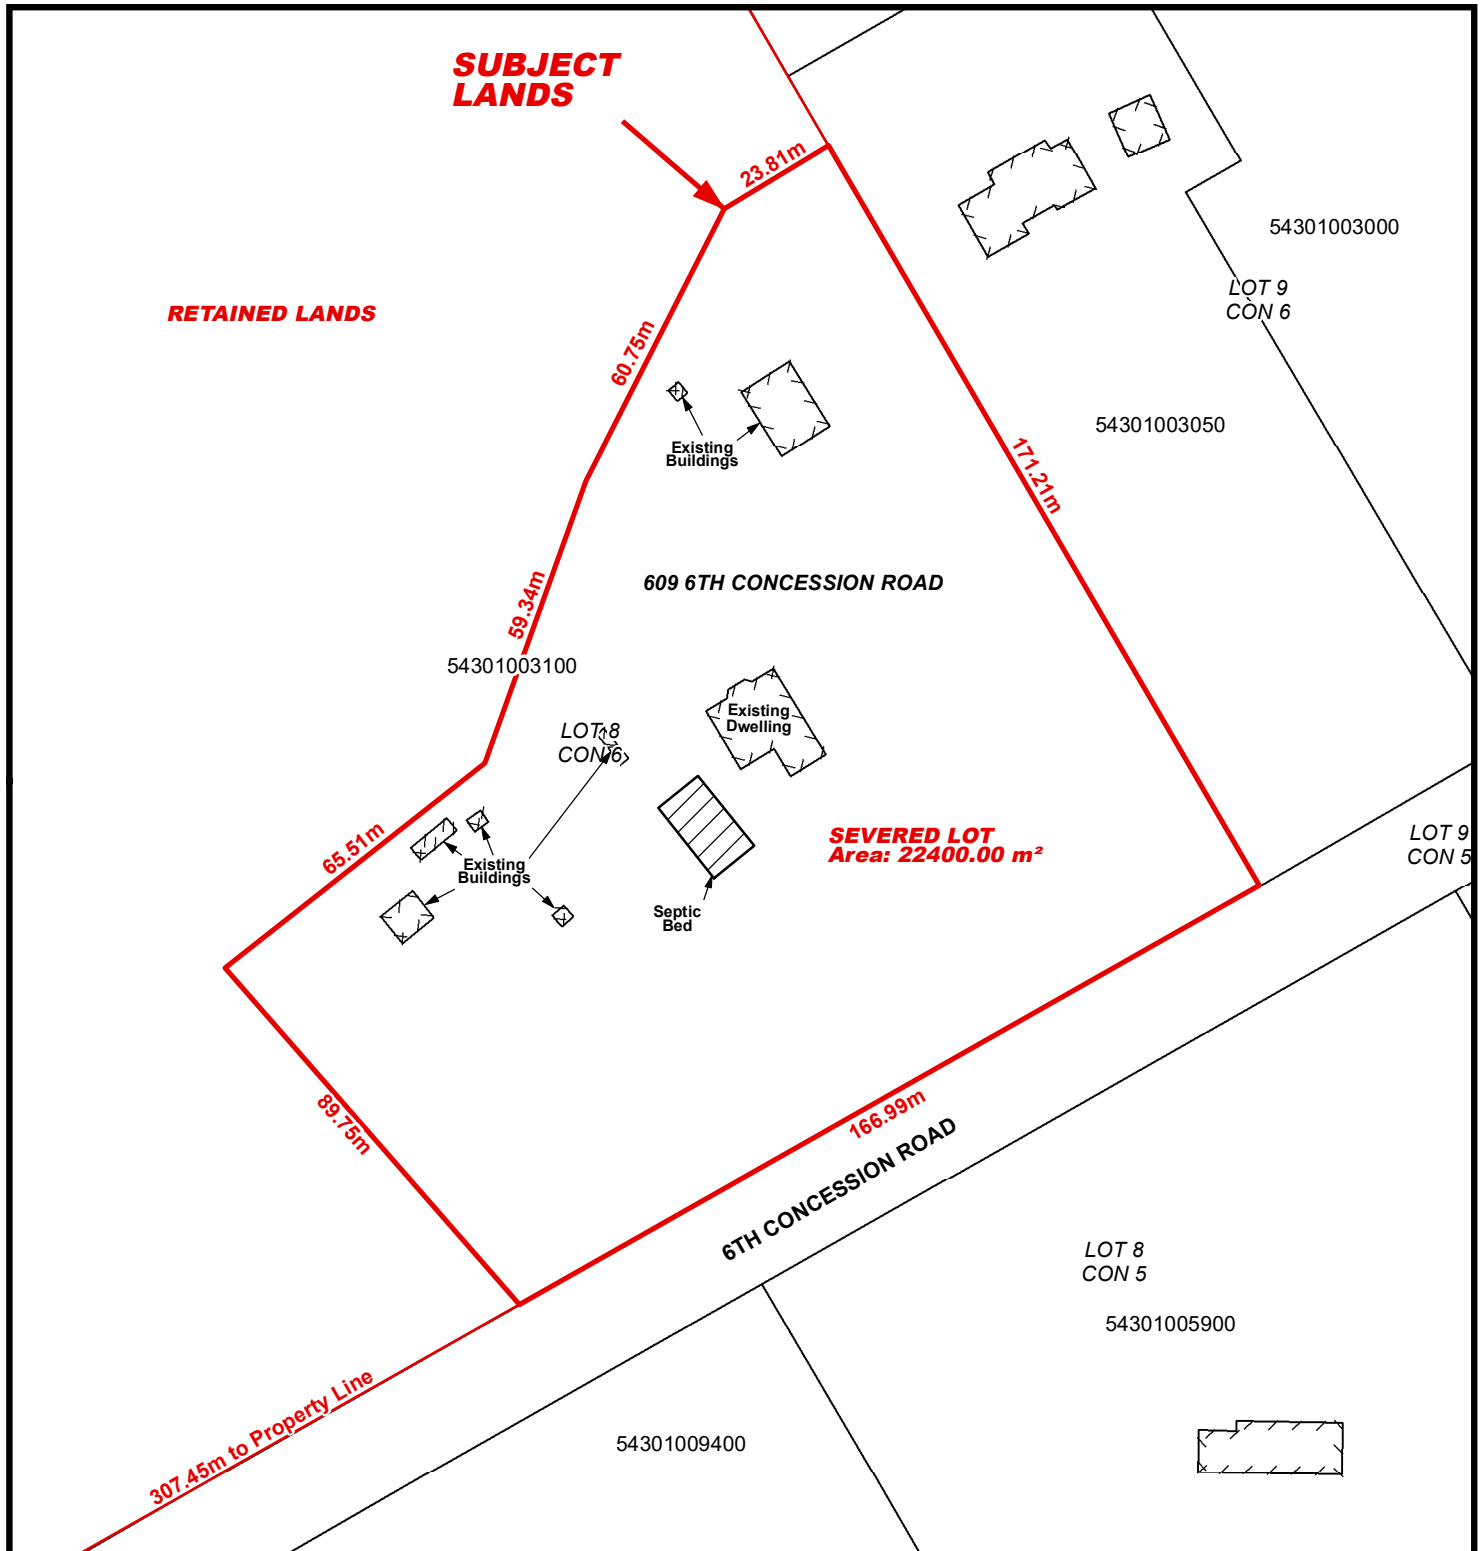 SUBJECT
LANDS
23.81m
54301003000
LOT 9
CON 6
RETAINED LANDS
60.75m
54301003050
Existing
Buildings
171.21m
609 6TH CONCESSION ROAD
59.34m
54301003100
LOT 8
CON 6
Existing
Dwelling
65.51m
SEVERED LOT
Area: 22400.00 m²
LOT 9
CON 5
Existing
Buildings
Septic
Bed
89.75m
166.99m
6TH CONCESSION ROAD
LOT 8
CON 5
54301005900
307.45m to Property Line
54301009400